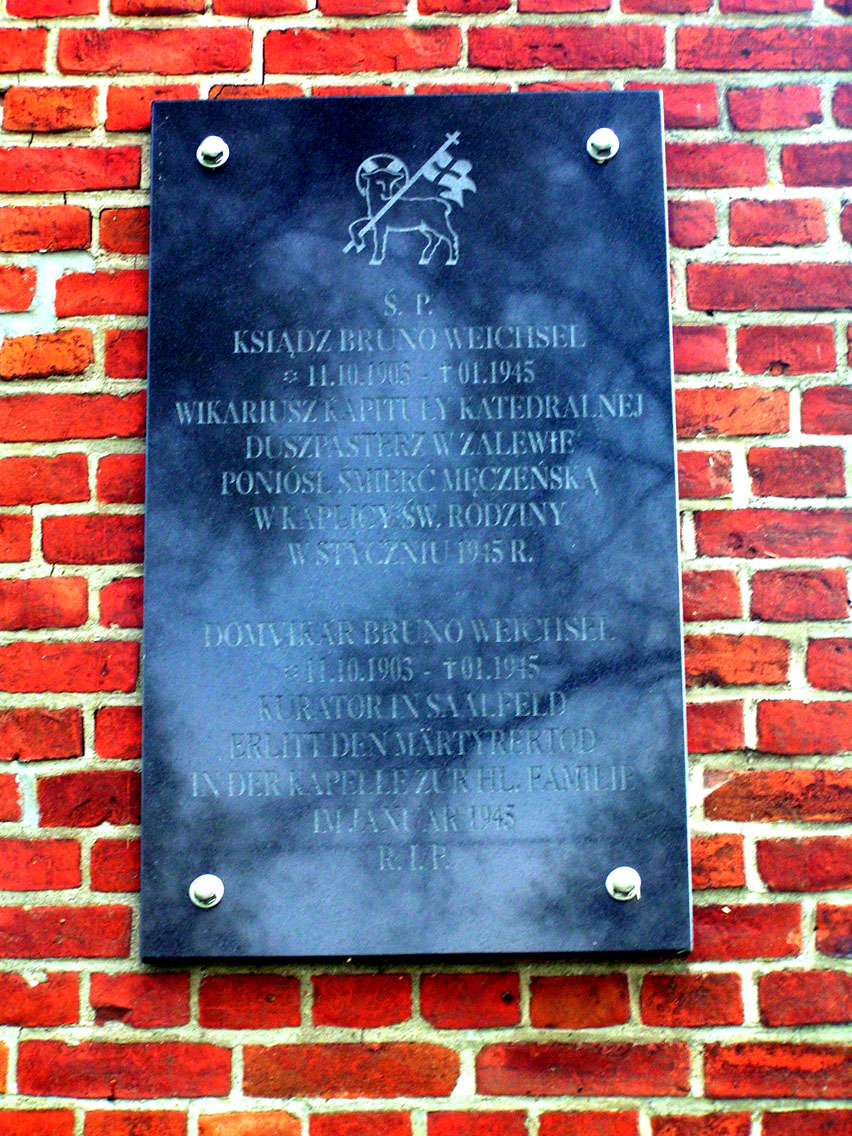 Ś. P.
KSIĄDZ BRUNO WEICHSEL
* 11.10.1903 - †01.1945
WIKARIUSZ KAPITUŁY KATEDRALNEJ
DUSZPASTERZ W ZALEWIE
PONIÓSŁ ŚMIERĆ MĘCZEŃSKĄ
W KAPLICY ŚW. RODZINY
W STYCZNIU 1945 R.
DOMVIKAR BRUNO WEICHSEL
*11.10.1903 - †01.1945
KURATOR IN SAALFELD
ERLITT DEN MÄRTYRERTOD
IN DER KAPELLE ZUR HL. FAMILIE
IM JANUAR 1945
R. I. P.